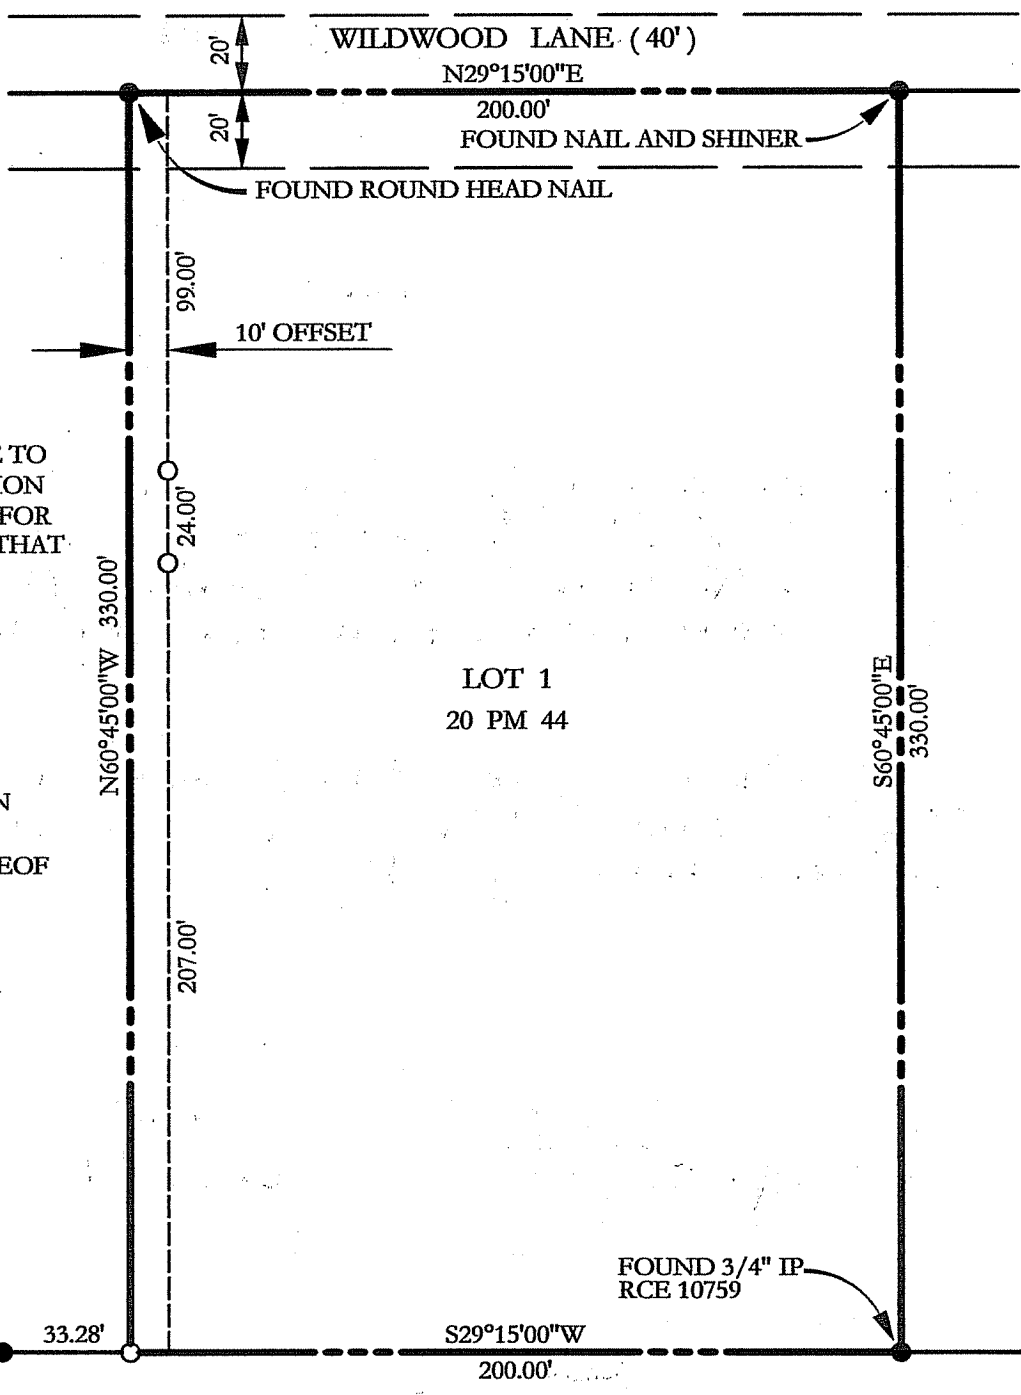 WILDWOOD LANE (40')
20'
N29°15'00"E
200.00'
20'
FOUND NAIL AND SHINER
FOUND ROUND HEAD NAIL
99.00'
10' OFFSET
TO
FOR
THAT
24.00'
N60°45'00"W 330.00'
LOT 1
20 PM 44
S60°45'00"E
330.00'
207.00'
FOUND 3/4" IP
RCE 10759
33.28'
S29°15'00"W
200.00'